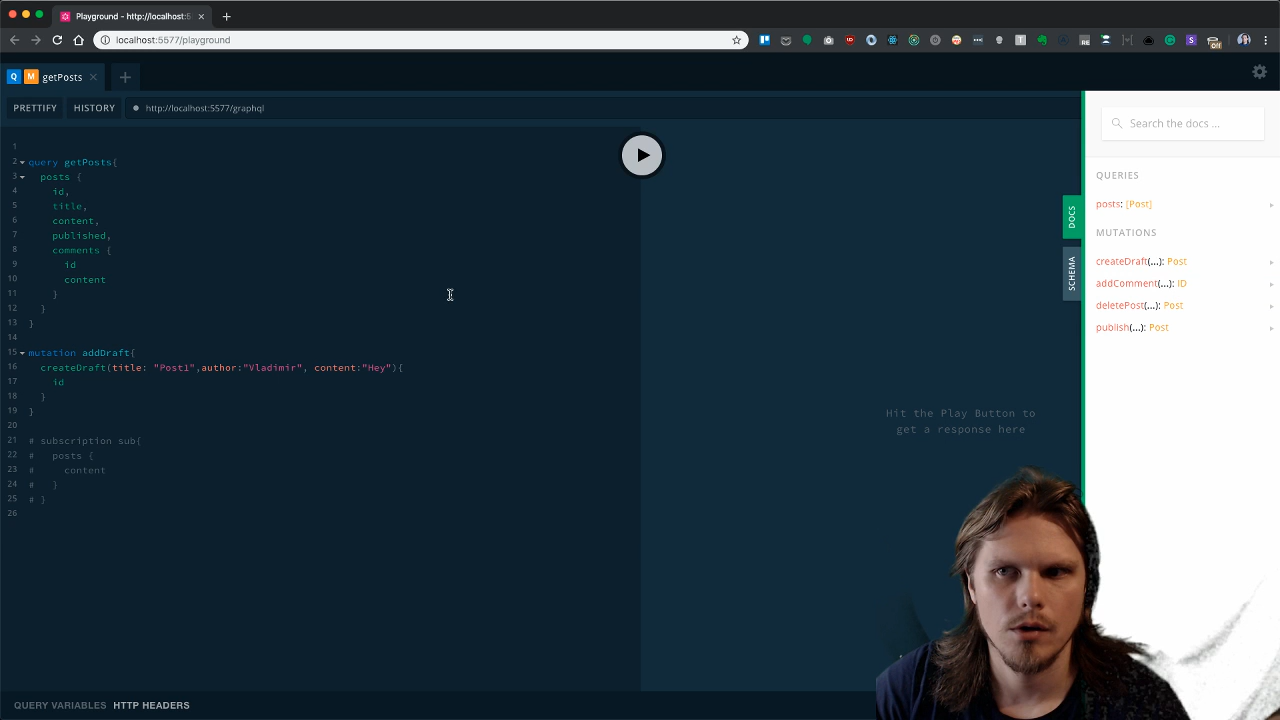 Playground - http://localhost:5
localhost:5577/playground
Q M getPosts
PRETTIFY HISTORY http://localhost:5577/graphql
1
2 query getPosts{
3 posts {
4 id,
5 title,
6 content,
7 published,
8 comments {
9 id
10 content
11 }
12 }
13 }
14
15 mutation addDraft{
16 createDraft(title: "Post1",author:"Vladimir", content:"Hey"){
17 id
18 }
19 }
20
21 # subscription sub{
22 # posts {
23 # content
24 # }
25 # }
26
Hit the Play Button to
get a response here
DOCS
SCHEMA
Search the docs ...
QUERIES
posts: [Post]
MUTATIONS
createDraft(...): Post
addComment(...): ID
deletePost(...): Post
publish(...): Post
QUERY VARIABLES HTTP HEADERS